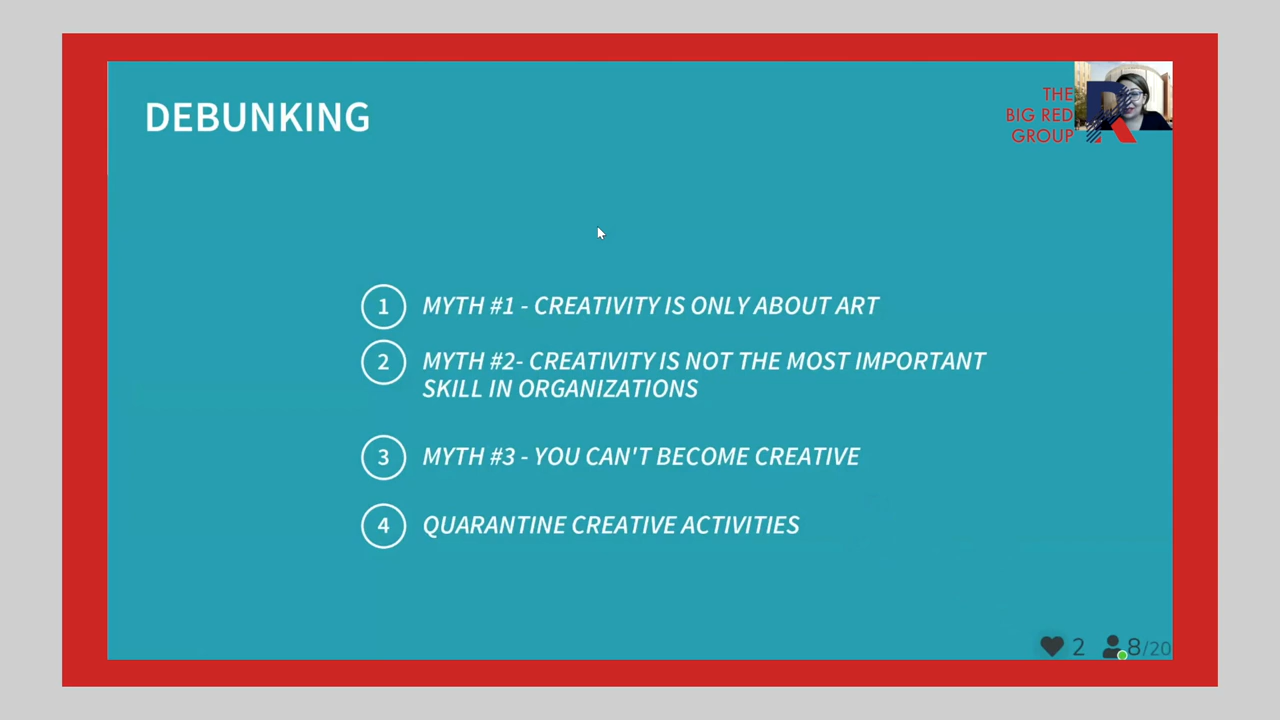 DEBUNKING
THE
BIG RED
GROUP
1 MYTH #1 - CREATIVITY IS ONLY ABOUT ART
2 MYTH #2- CREATIVITY IS NOT THE MOST IMPORTANT
SKILL IN ORGANIZATIONS
3 MYTH #3 - YOU CAN'T BECOME CREATIVE
4 QUARANTINE CREATIVE ACTIVITIES
2 8/20